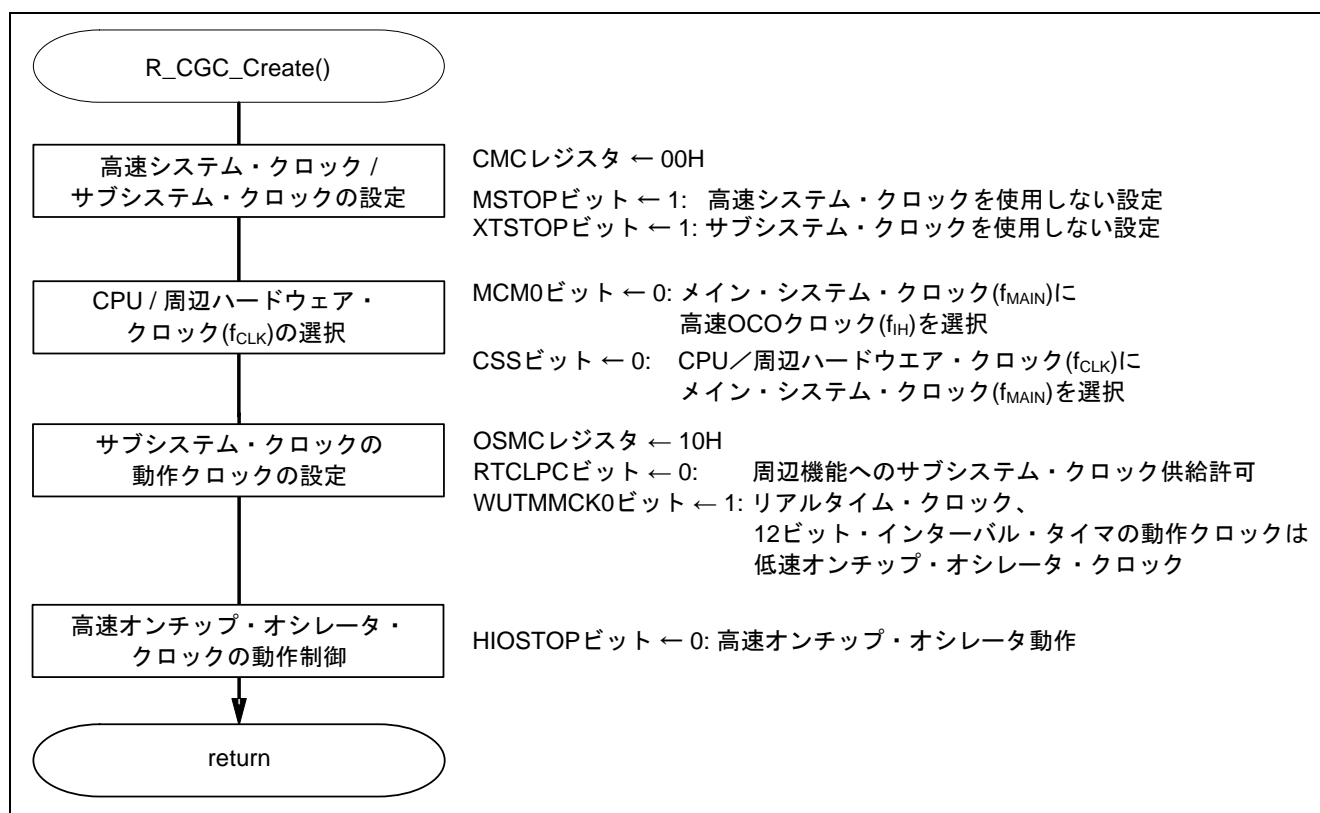 R_CGC_Create()
高速システム・クロック /
サブシステム・クロックの設定
CMCレジスタ ← 00H
MSTOPビット ← 1: 高速システム・クロックを使用しない設定
XTSTOPビット ← 1: サブシステム・クロックを使用しない設定
CPU / 周辺ハードウェア・
クロック(fCLK)の選択
MCM0ビット ← 0: メイン・システム・クロック(fMAIN)に
高速OCOクロック(fIH)を選択
CSSビット ← 0: CPU／周辺ハードウエア・クロック(fCLK)に
メイン・システム・クロック(fMAIN)を選択
サブシステム・クロックの
動作クロックの設定
OSMCレジスタ ← 10H
RTCLPCビット ← 0: 周辺機能へのサブシステム・クロック供給許可
WUTMMCK0ビット ← 1: リアルタイム・クロック、
12ビット・インターバル・タイマの動作クロックは
低速オンチップ・オシレータ・クロック
高速オンチップ・オシレータ・
クロックの動作制御
HIOSTOPビット ← 0: 高速オンチップ・オシレータ動作
return